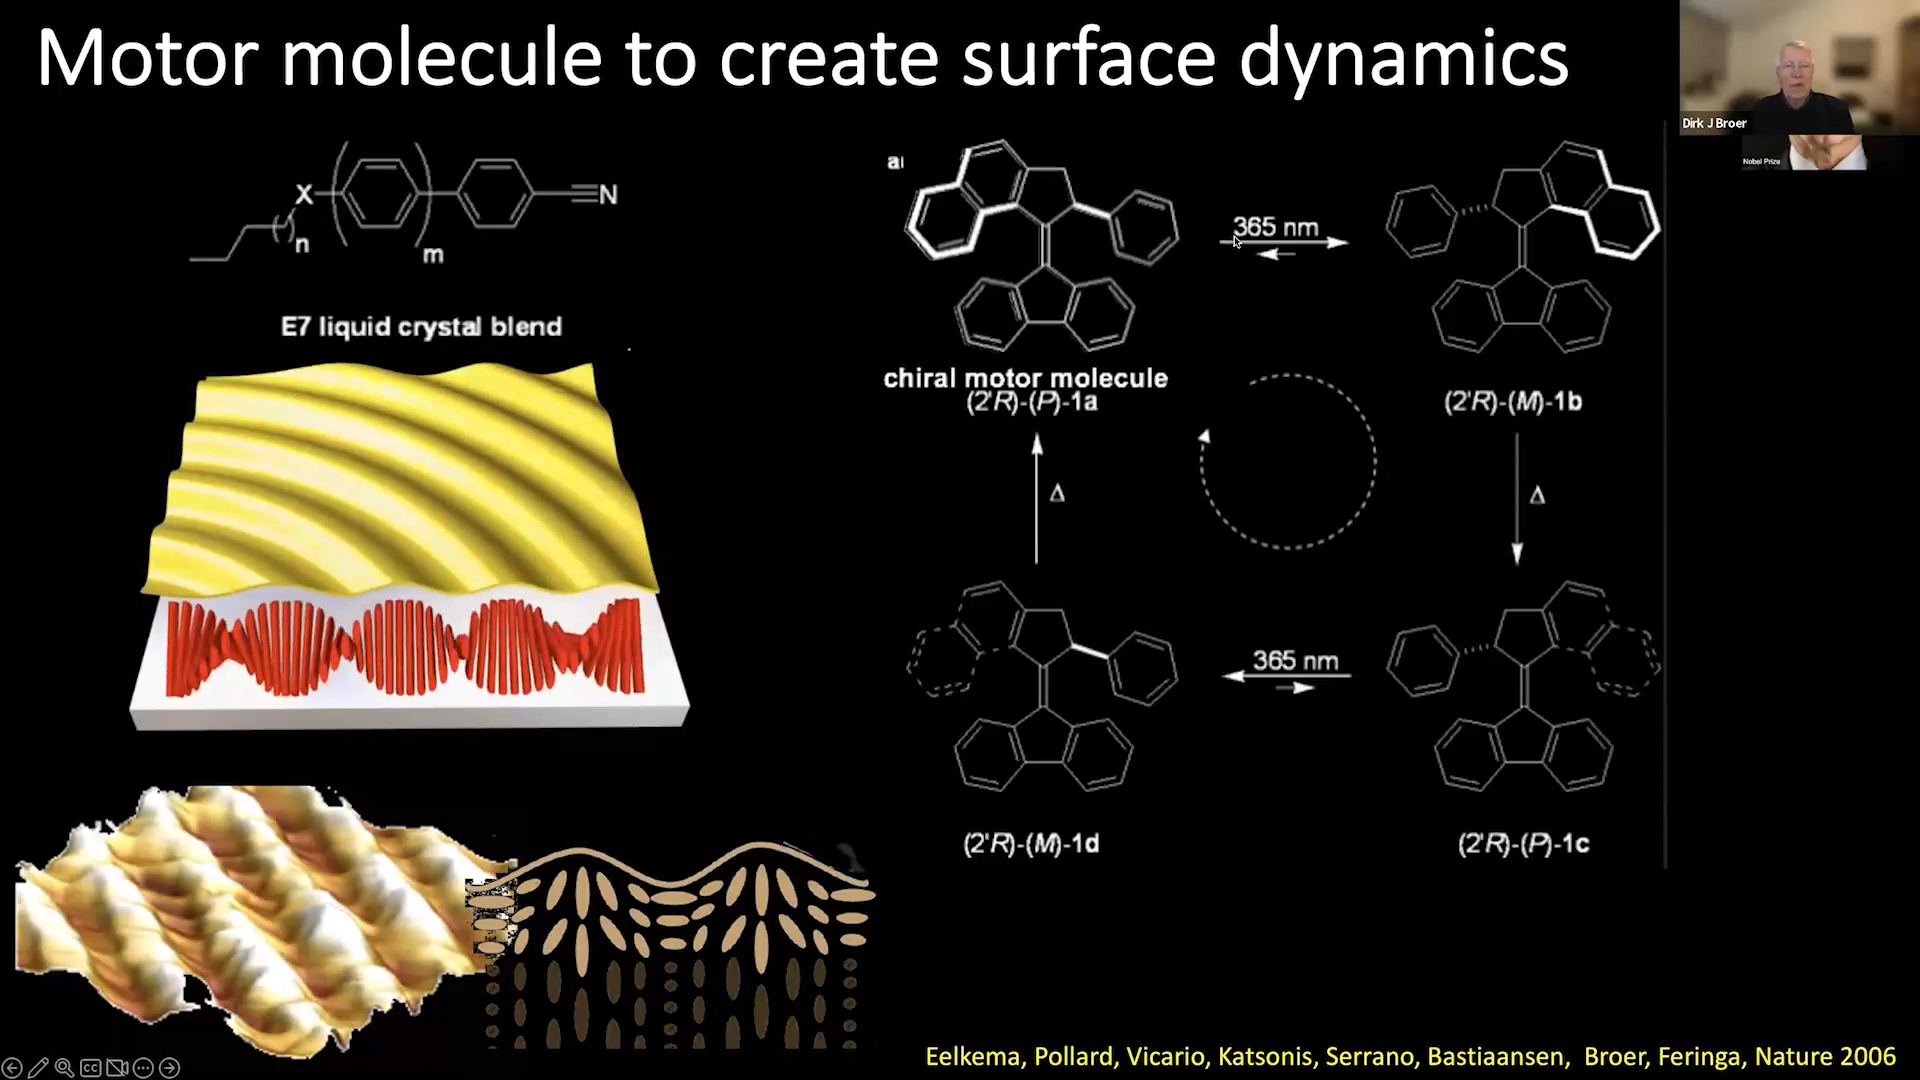 Motor molecule to create surface dynamics
Dirk J Broer
Nobel Prize
X
≡N
n
m
E7 liquid crystal blend
a
365 nm
chiral motor molecule
(2'R)-(P)-1a
(2'R)-(M)-1b
Δ
Δ
365 nm
(2'R)-(M)-1d
(2'R)-(P)-1c
CC
Eelkema, Pollard, Vicario, Katsonis, Serrano, Bastiaansen, Broer, Feringa, Nature 2006